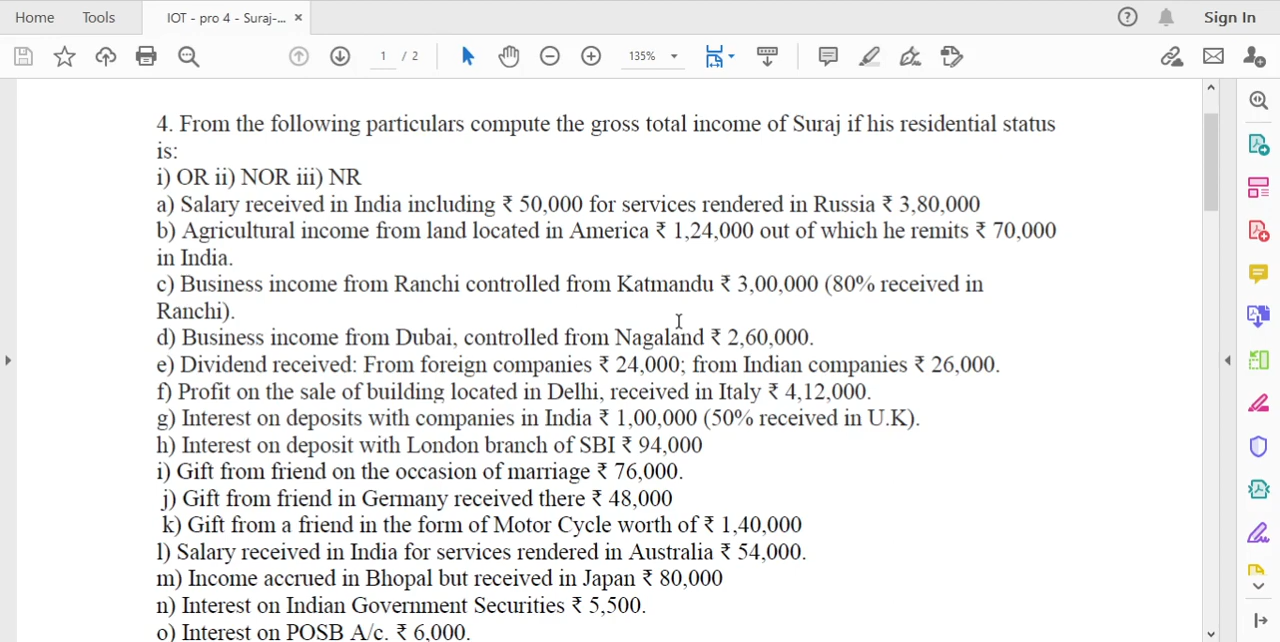 Home Tools IOT - pro 4 - Suraj-... × Sign In
1 / 2 135%
4. From the following particulars compute the gross total income of Suraj if his residential status
is:
i) OR ii) NOR iii) NR
a) Salary received in India including ₹ 50,000 for services rendered in Russia ₹ 3,80,000
b) Agricultural income from land located in America ₹ 1,24,000 out of which he remits ₹ 70,000
in India.
c) Business income from Ranchi controlled from Katmandu ₹ 3,00,000 (80% received in
Ranchi).
d) Business income from Dubai, controlled from Nagaland ₹ 2,60,000.
e) Dividend received: From foreign companies ₹ 24,000; from Indian companies ₹ 26,000.
f) Profit on the sale of building located in Delhi, received in Italy ₹ 4,12,000.
g) Interest on deposits with companies in India ₹ 1,00,000 (50% received in U.K).
h) Interest on deposit with London branch of SBI ₹ 94,000
i) Gift from friend on the occasion of marriage ₹ 76,000.
j) Gift from friend in Germany received there ₹ 48,000
k) Gift from a friend in the form of Motor Cycle worth of ₹ 1,40,000
l) Salary received in India for services rendered in Australia ₹ 54,000.
m) Income accrued in Bhopal but received in Japan ₹ 80,000
n) Interest on Indian Government Securities ₹ 5,500.
o) Interest on POSB A/c. ₹ 6,000.